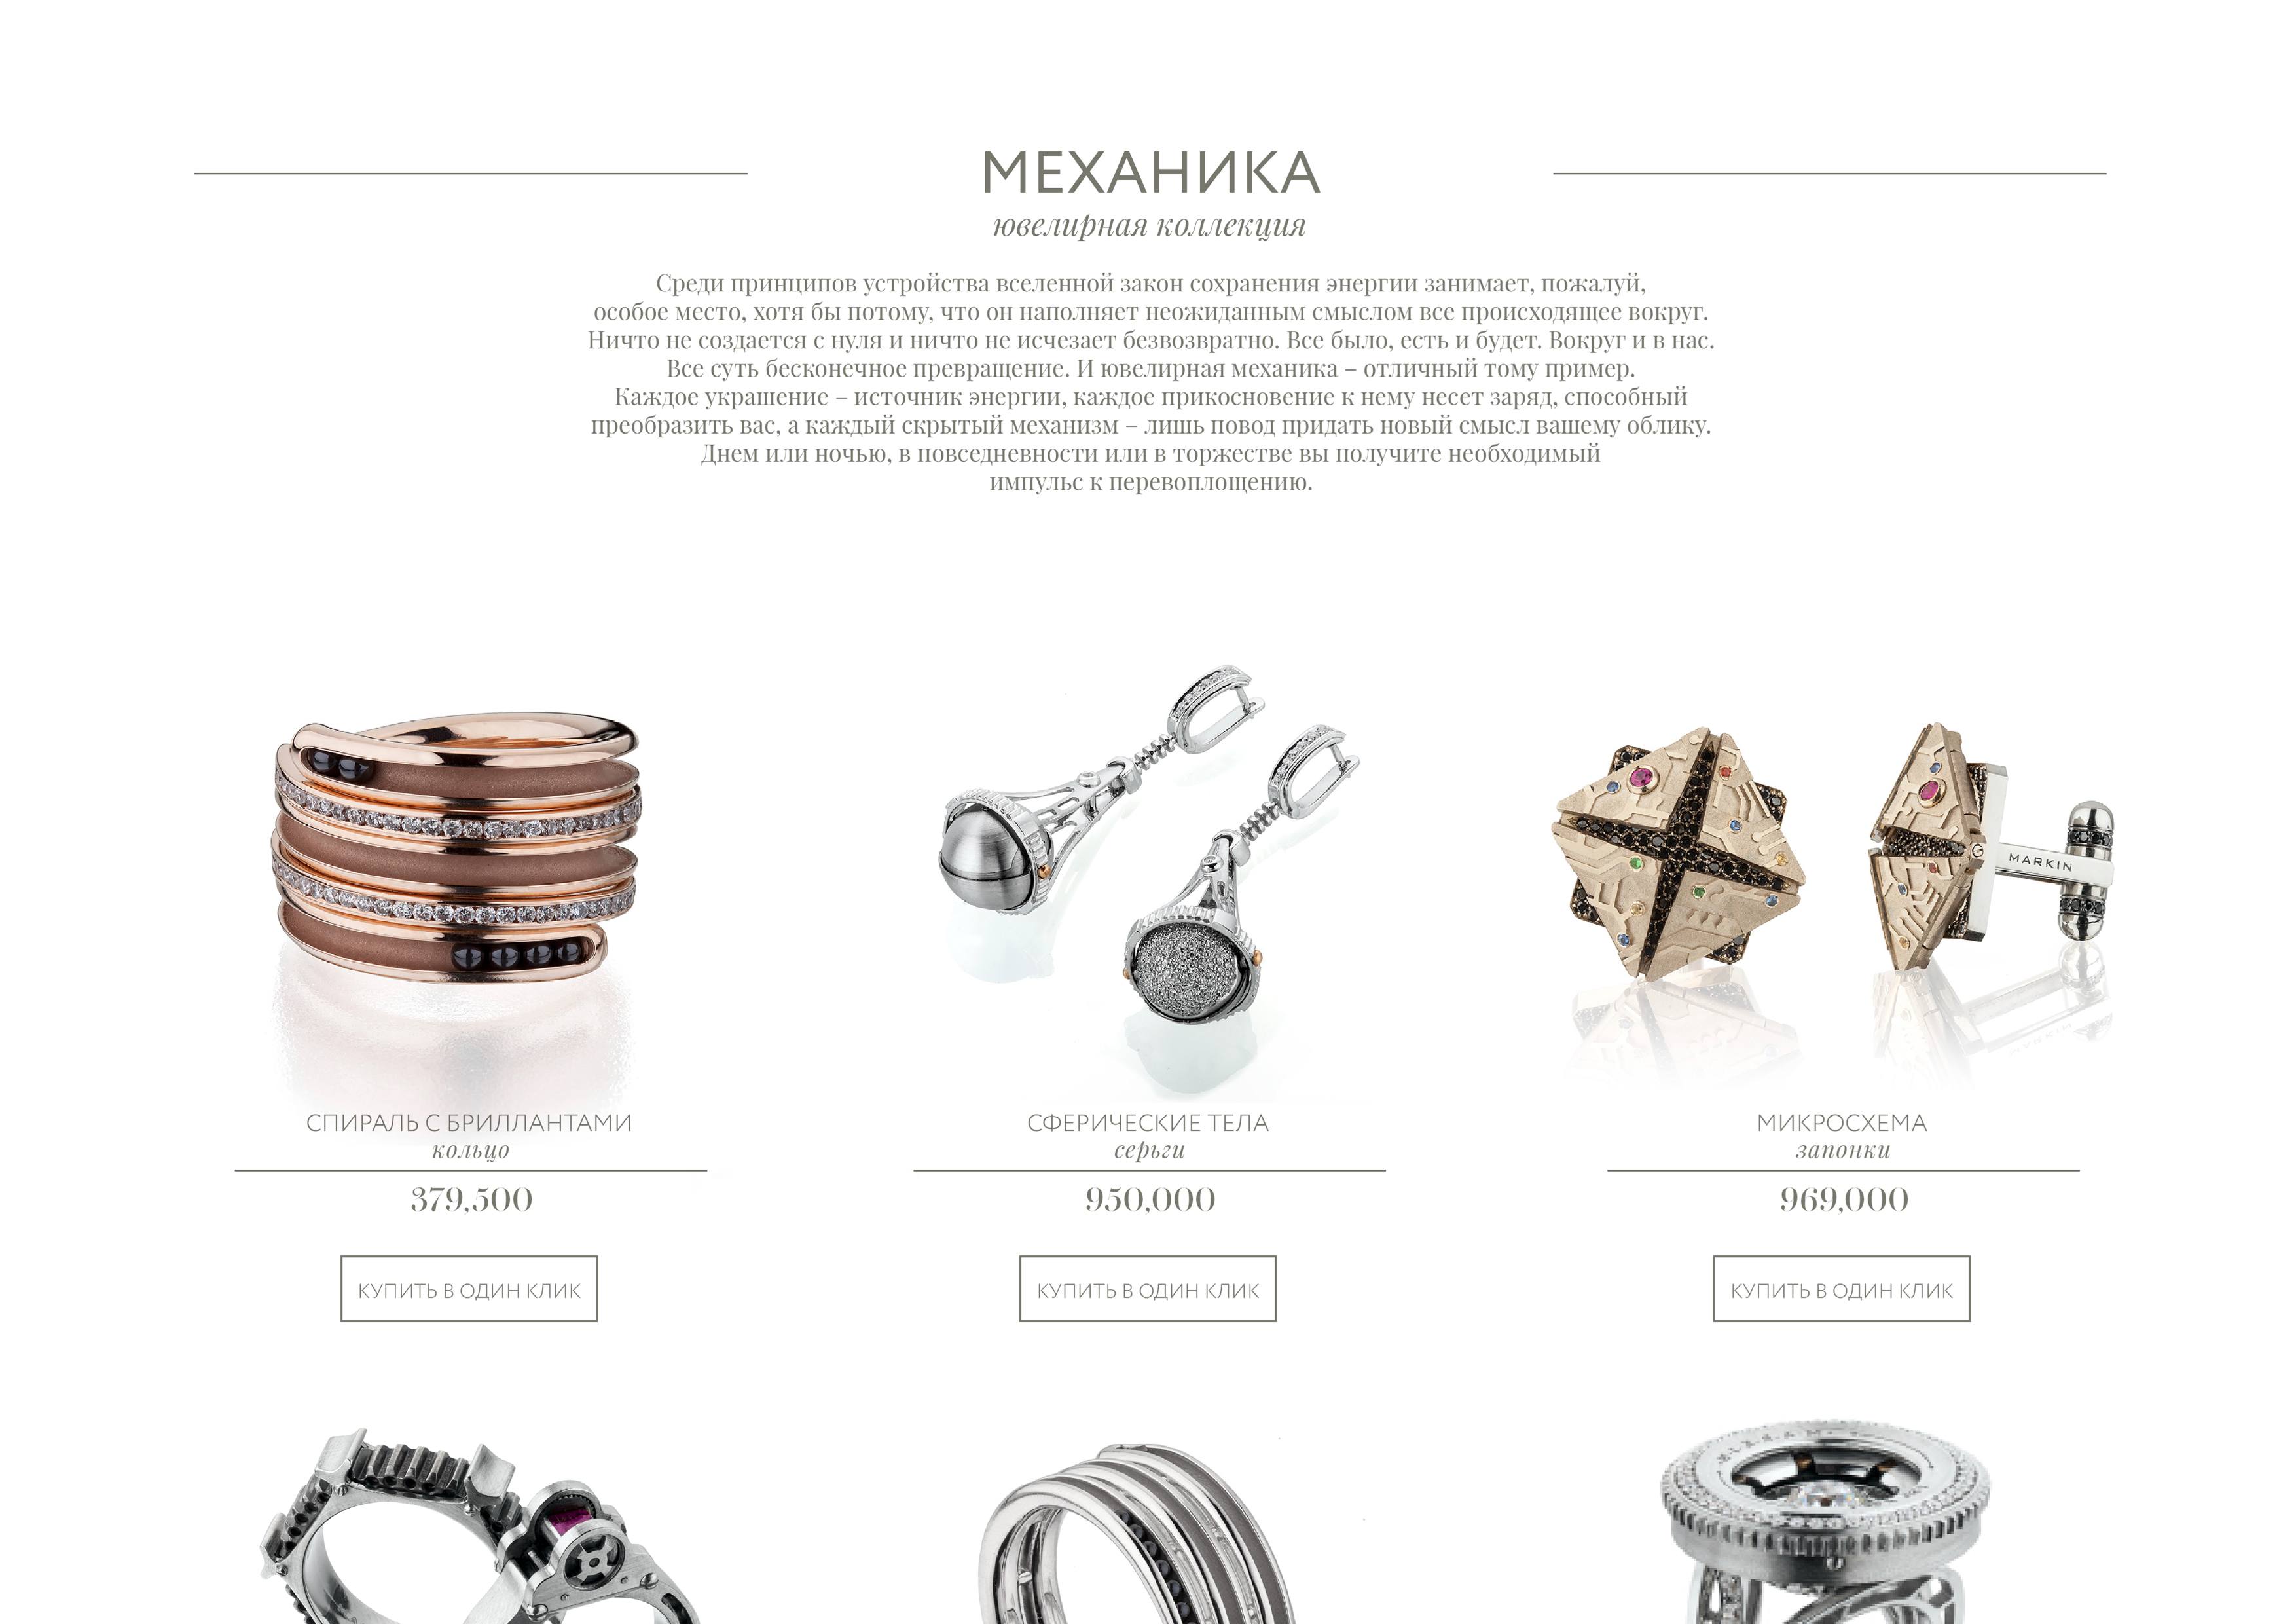 МЕХАНИКА
ювелирная коллекция
Среди принципов устройства вселенной закон сохранения энергии занимает, пожалуй,
особое место, хотя бы потому, что он наполняет неожиданным смыслом все происходящее вокруг.
Ничто не создается с нуля и ничто не исчезает безвозвратно. Все было, есть и будет. Вокруг и в нас.
Все суть бесконечное превращение. И ювелирная механика – отличный тому пример.
Каждое украшение – источник энергии, каждое прикосновение к нему несет заряд, способный
преобразить вас, а каждый скрытый механизм – лишь повод придать новый смысл вашему облику.
Днем или ночью, в повседневности или в торжестве вы получите необходимый
импульс к перевоплощению.
MARKIN
СПИРАЛЬ С БРИЛЛАНТАМИ
кольцо
379,500
КУПИТЬ В ОДИН КЛИК
СФЕРИЧЕСКИЕ ТЕЛА
серьги
950,000
КУПИТЬ В ОДИН КЛИК
МИКРОСХЕМА
запонки
969,000
КУПИТЬ В ОДИН КЛИК